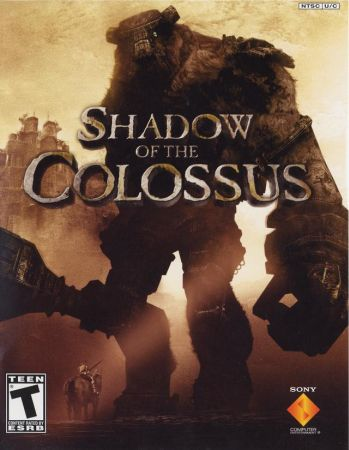 NTSC U/C
SHADOW
OF THE
COLOSSUS
TEEN
T
CONTENT RATED BY
ESRB
SONY
COMPUTER
ENTERTAINMENT